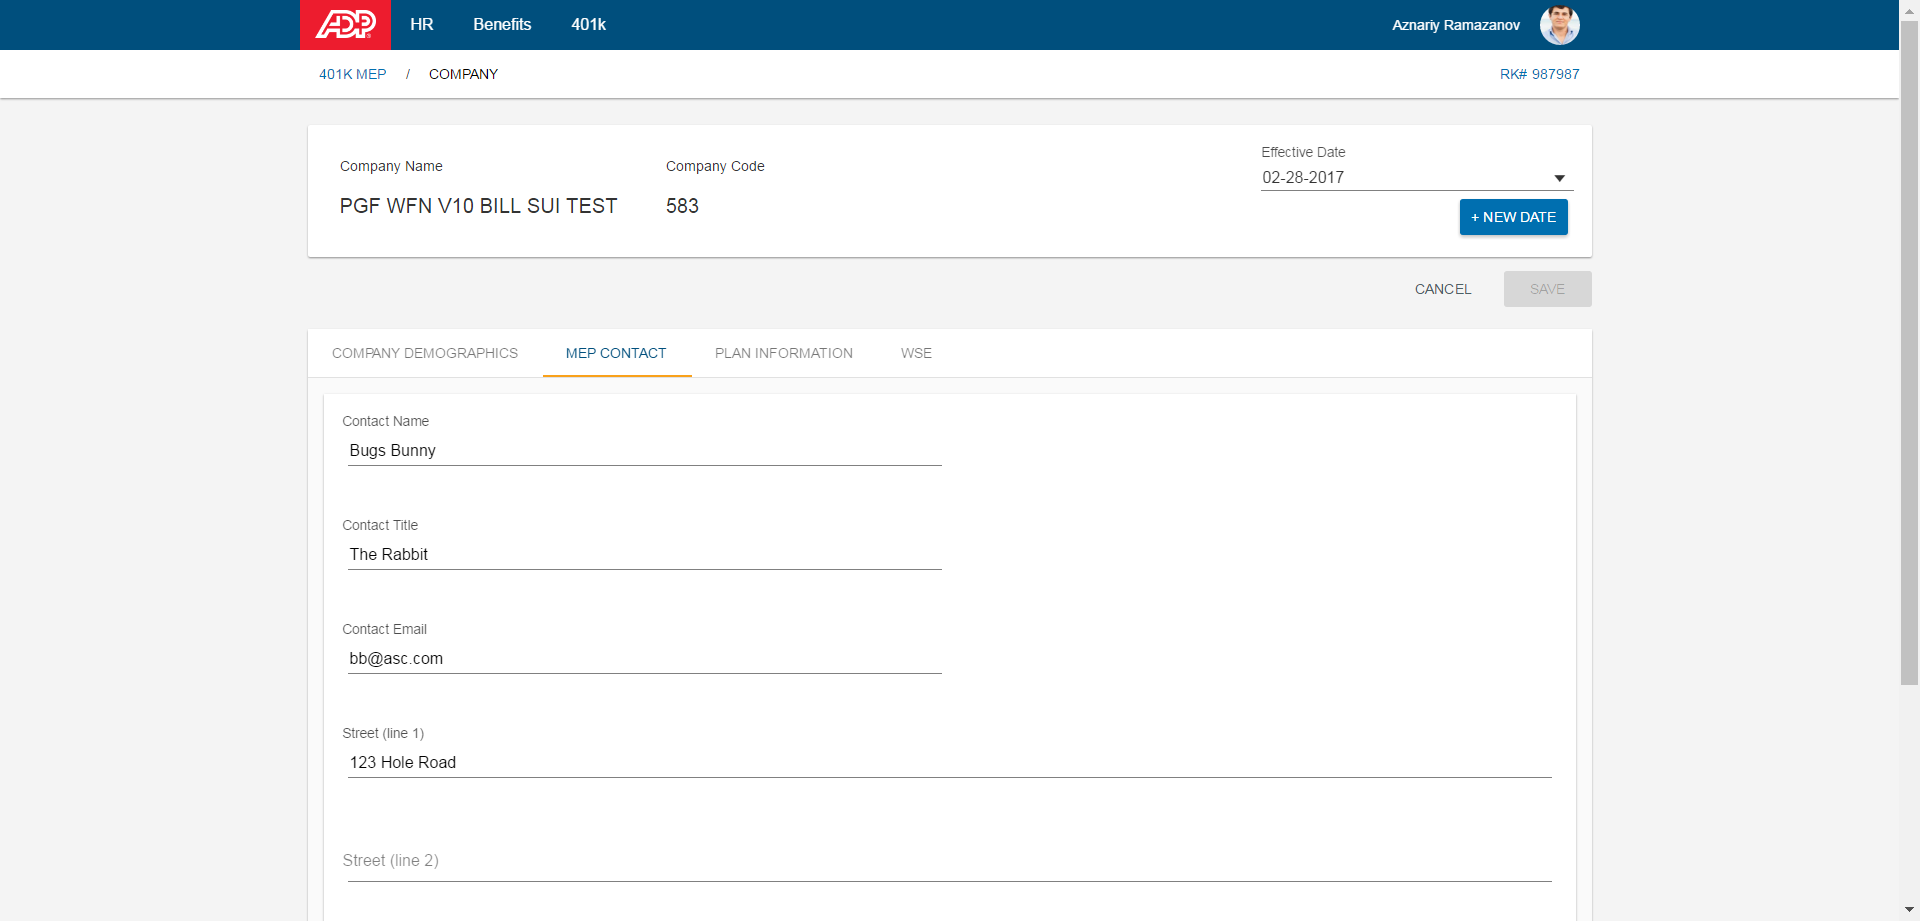 ADP HR Benefits 401k Aznariy Ramazanov
401K MEP / COMPANY RK# 987987
Effective Date
Company Name Company Code
02-28-2017
PGF WFN V10 BILL SUI TEST 583
+ NEW DATE
CANCEL SAVE
COMPANY DEMOGRAPHICS MEP CONTACT PLAN INFORMATION WSE
Contact Name
Bugs Bunny
Contact Title
The Rabbit
Contact Email
bb@asc.com
Street (line 1)
123 Hole Road
Street (line 2)